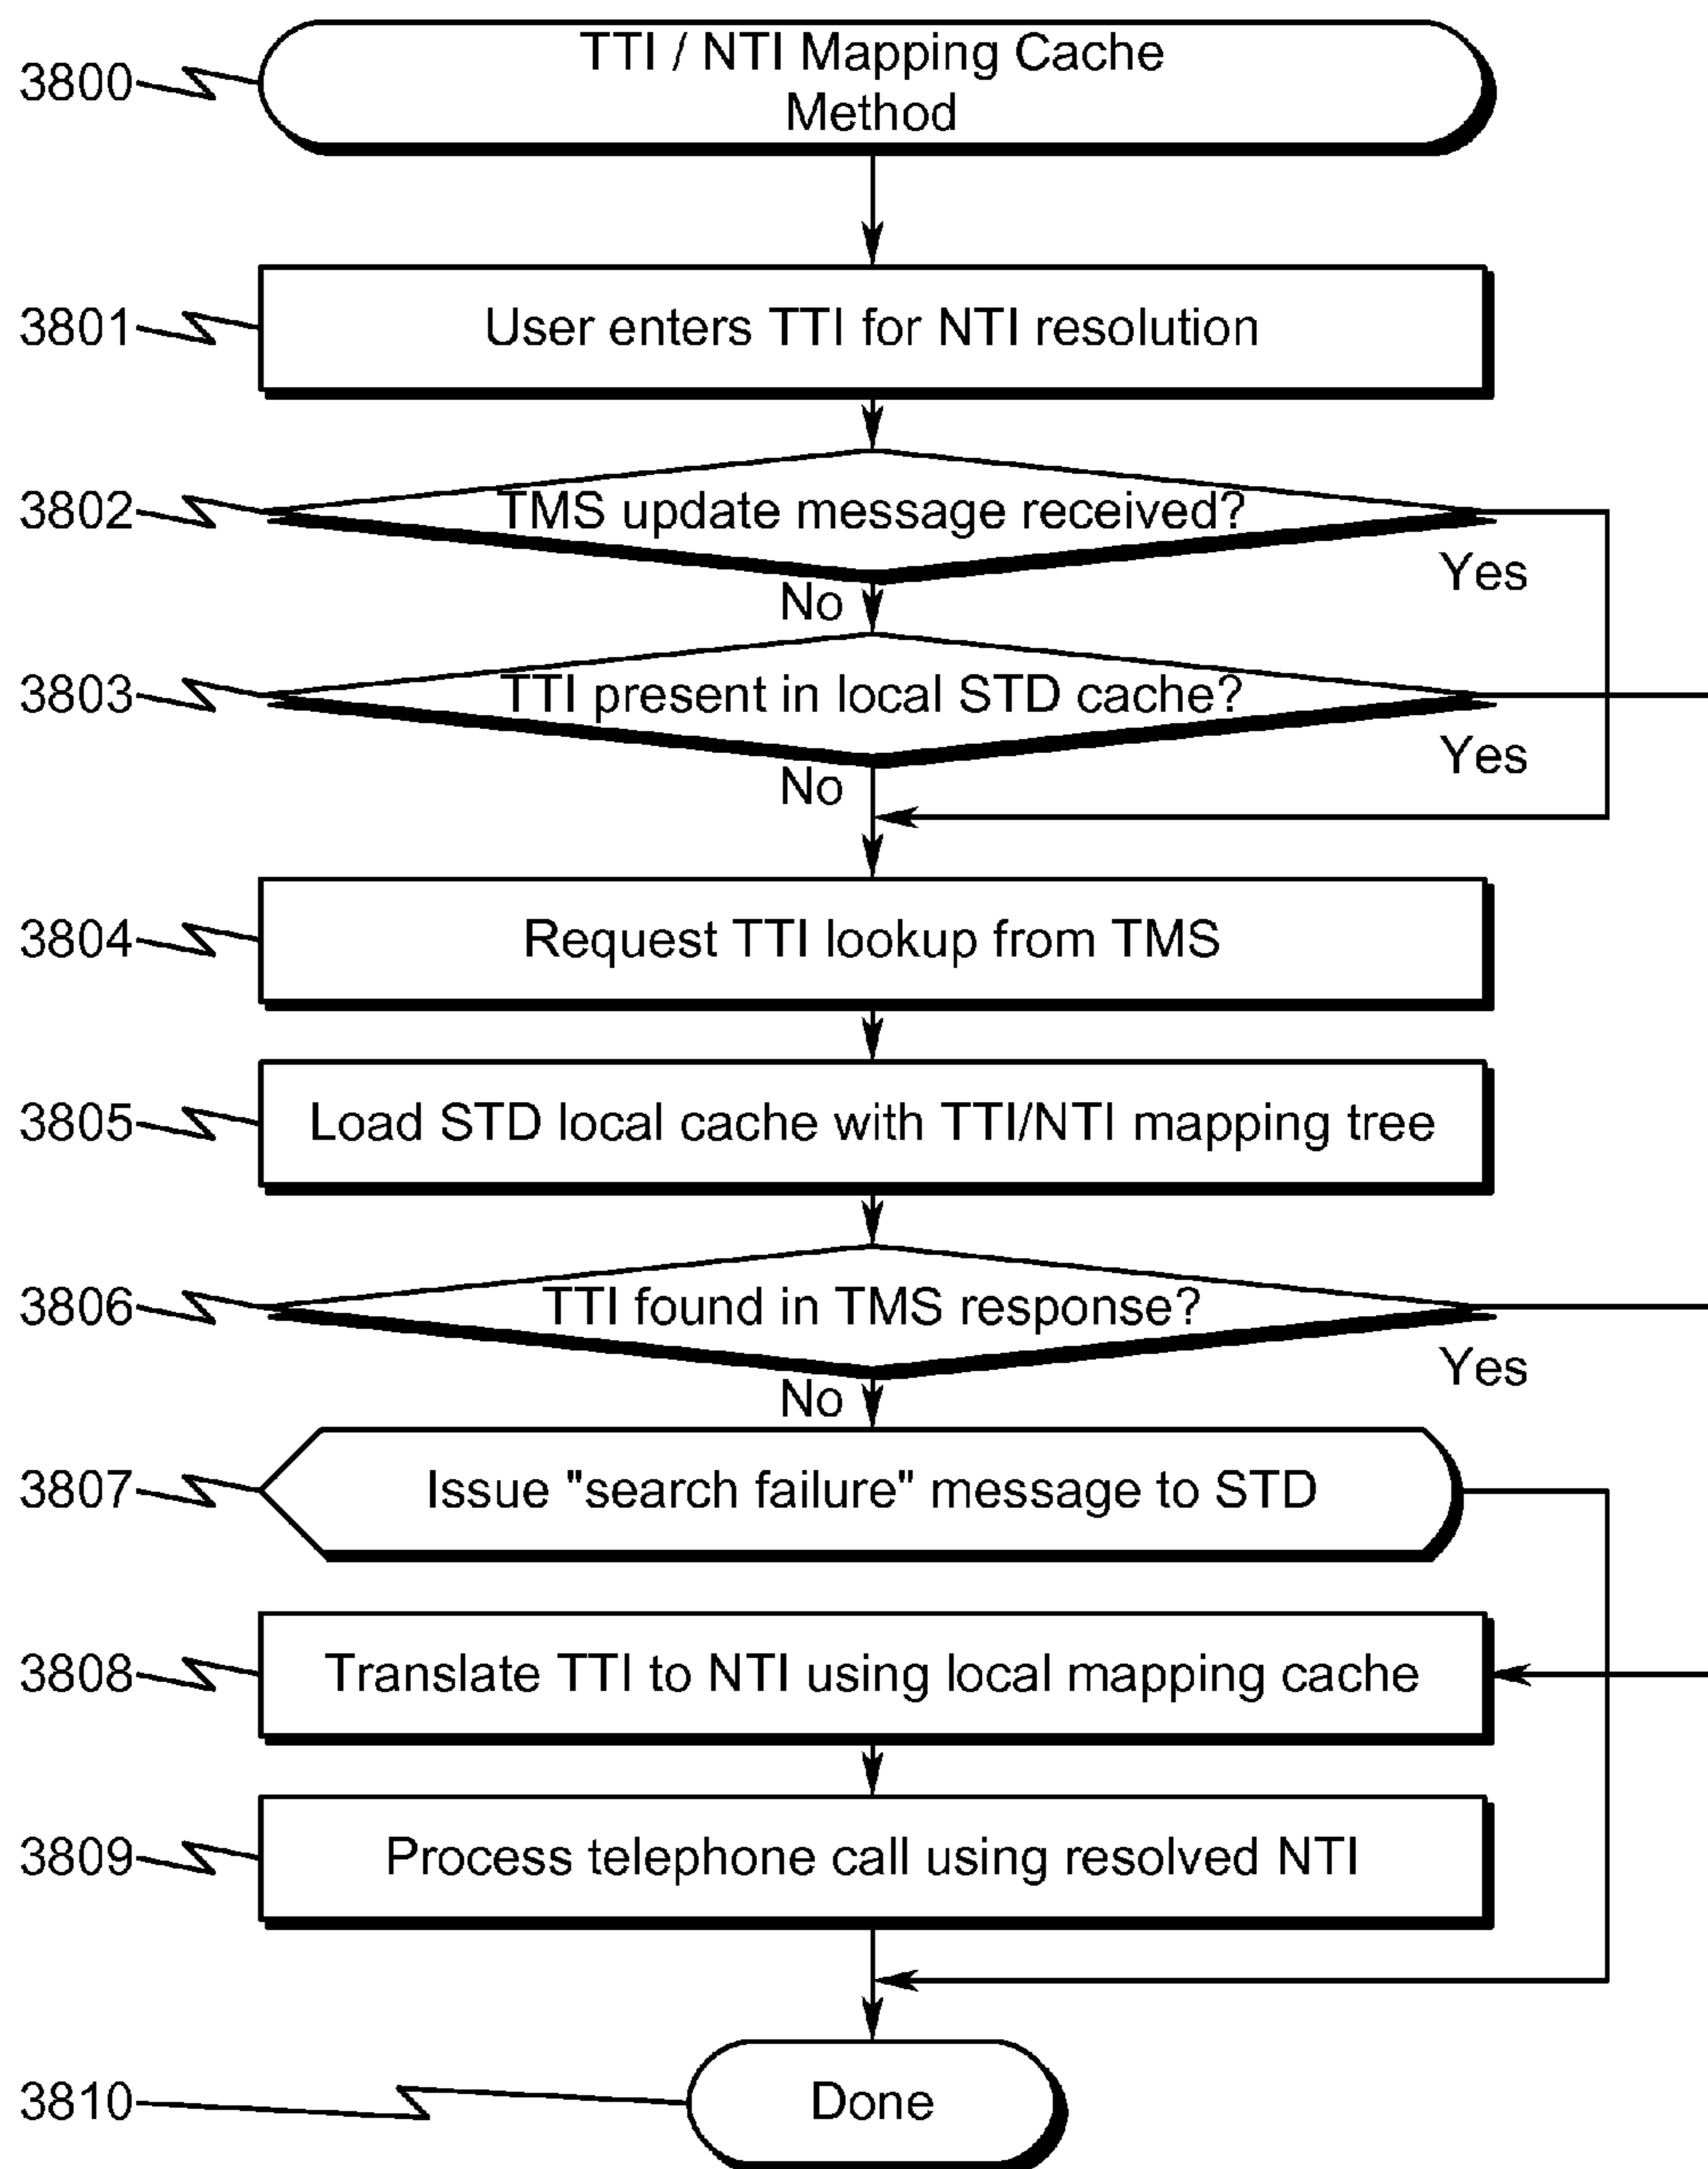 3800
TTI / NTI Mapping Cache
Method
3801
User enters TTI for NTI resolution
3802
TMS update message received?
Yes
No
3803
TTI present in local STD cache?
Yes
No
3804
Request TTI lookup from TMS
3805
Load STD local cache with TTI/NTI mapping tree
3806
TTI found in TMS response?
Yes
No
3807
Issue "search failure" message to STD
3808
Translate TTI to NTI using local mapping cache
3809
Process telephone call using resolved NTI
3810
Done